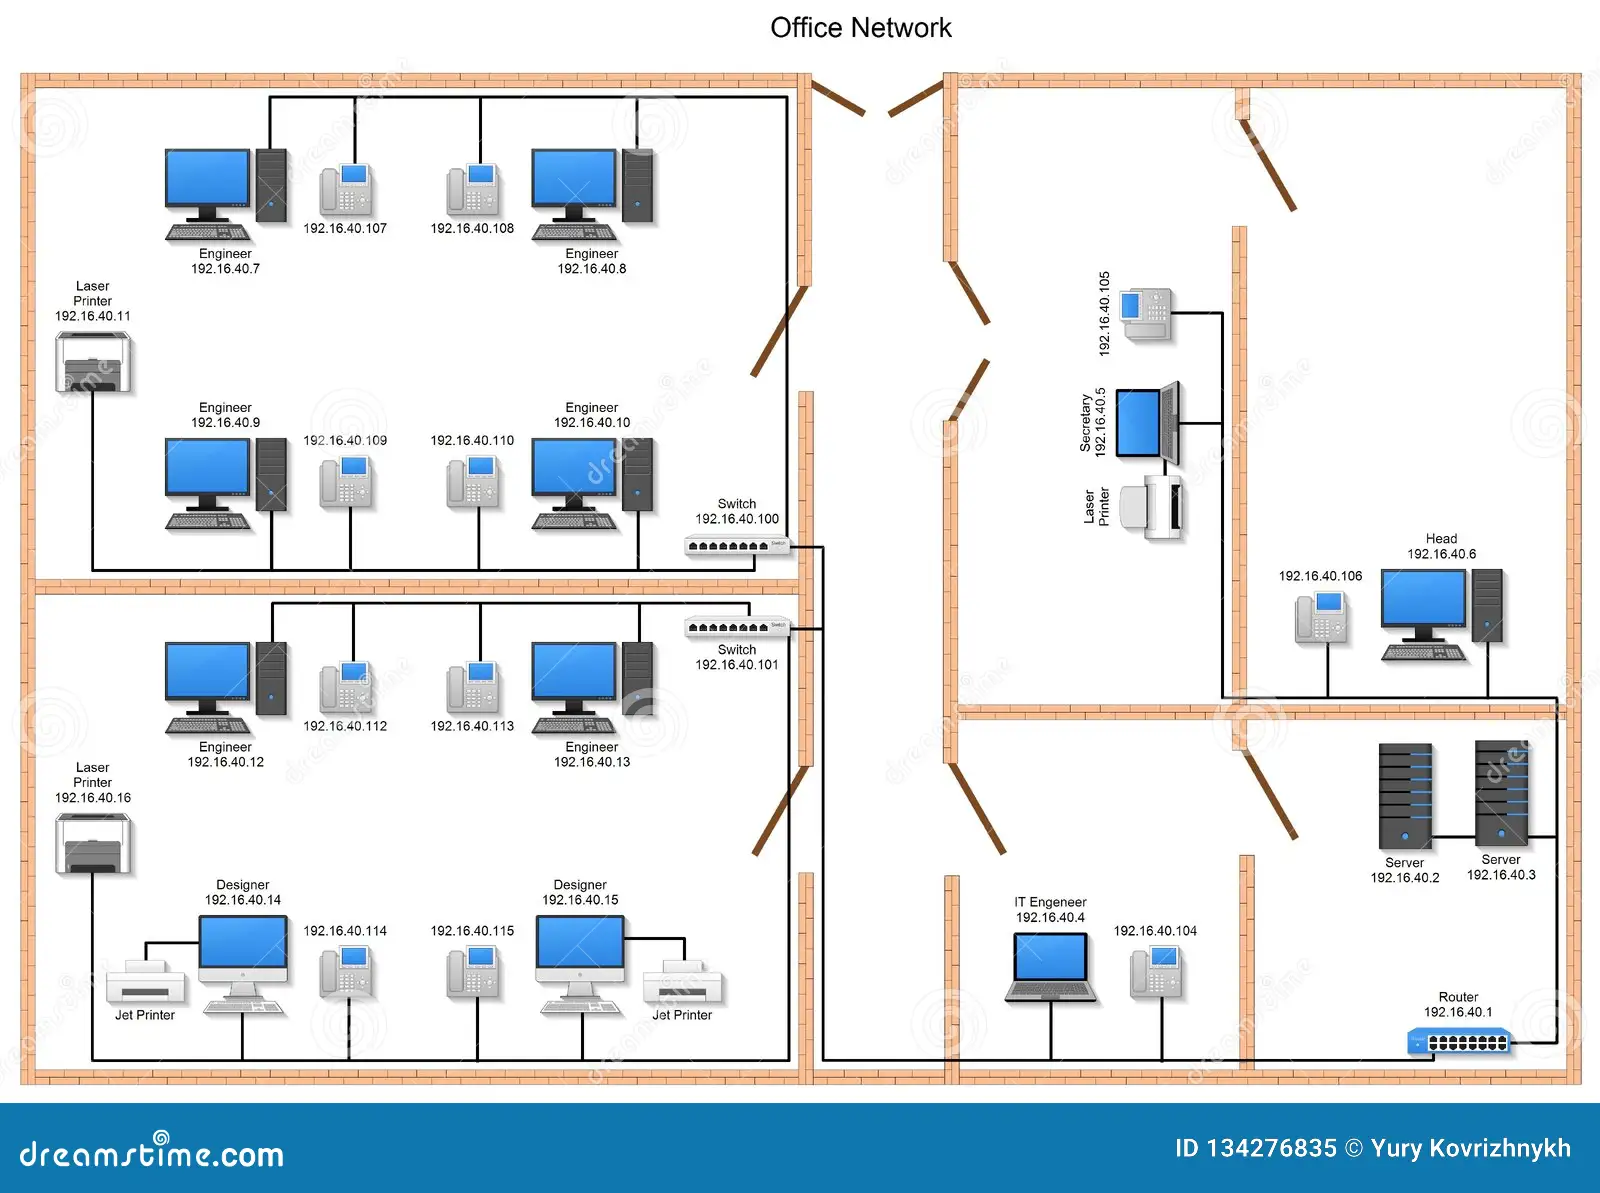 Office Network
192.16.40.107
192.16.40.108
Engineer
192.16.40.7
Engineer
192.16.40.8
Laser
Printer
192.16.40.11
Engineer
192.16.40.9
192.16.40.109
192.16.40.110
Engineer
192.16.40.10
Switch
192.16.40.100
Switch
Switch
Switch
192.16.40.101
192.16.40.112
192.16.40.113
Engineer
192.16.40.12
Engineer
192.16.40.13
Laser
Printer
192.16.40.16
Designer
192.16.40.14
192.16.40.114
192.16.40.115
Designer
192.16.40.15
Jet Printer
Jet Printer
192.16.40.105
Secretary
192.16.40.5
Laser
Printer
Head
192.16.40.6
192.16.40.106
Server
192.16.40.2
Server
192.16.40.3
IT Engeneer
192.16.40.4
192.16.40.104
Router
192.16.40.1
dreamstime.com
ID 134276835 © Yury Kovrizhnykh